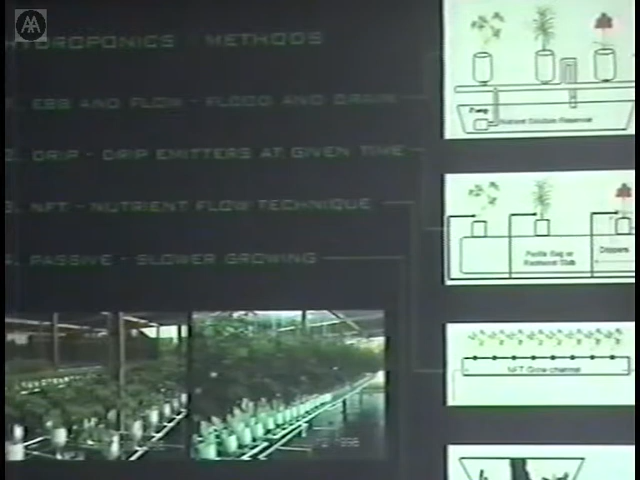 AA
HYDROPONICS - METHODS
1. EBB AND FLOW - FLOOD AND DRAIN
2. DRIP - DRIP EMITTERS AT GIVEN TIME
3. NFT - NUTRIENT FLOW TECHNIQUE
4. PASSIVE - SLOWER GROWING
Pump
Nutrient Solution Reservoir
Perlite Bag or
Rockwool Slab
Drippers
NFT Grow channel
1998